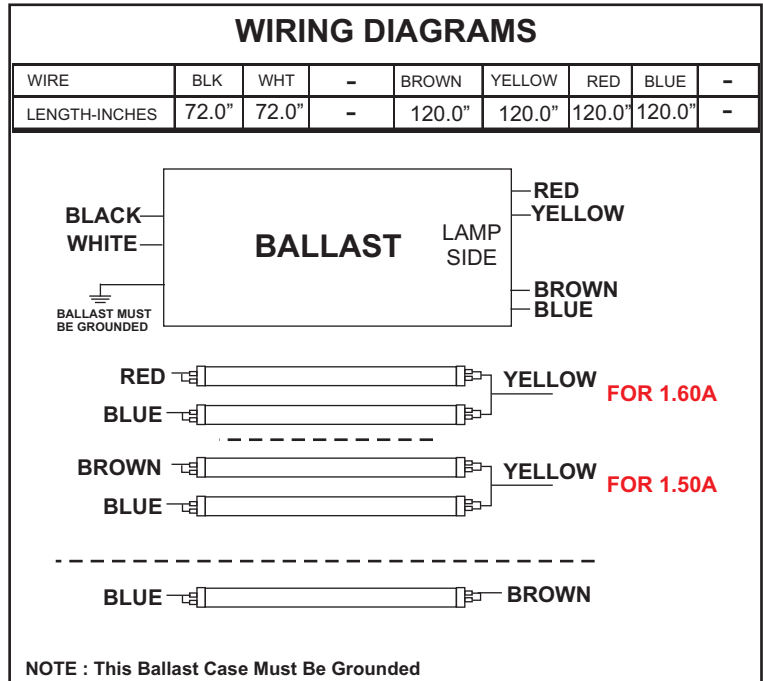 WIRING DIAGRAMS
WIRE BLK WHT - BROWN YELLOW RED BLUE -
LENGTH-INCHES 72.0” 72.0” - 120.0” 120.0” 120.0” 120.0” -
BLACK
WHITE
BALLAST MUST
BE GROUNDED
BALLAST
LAMP
SIDE
RED
YELLOW
BROWN
BLUE
RED YELLOW FOR 1.60A
BLUE
BROWN YELLOW FOR 1.50A
BLUE
BLUE BROWN
NOTE : This Ballast Case Must Be Grounded